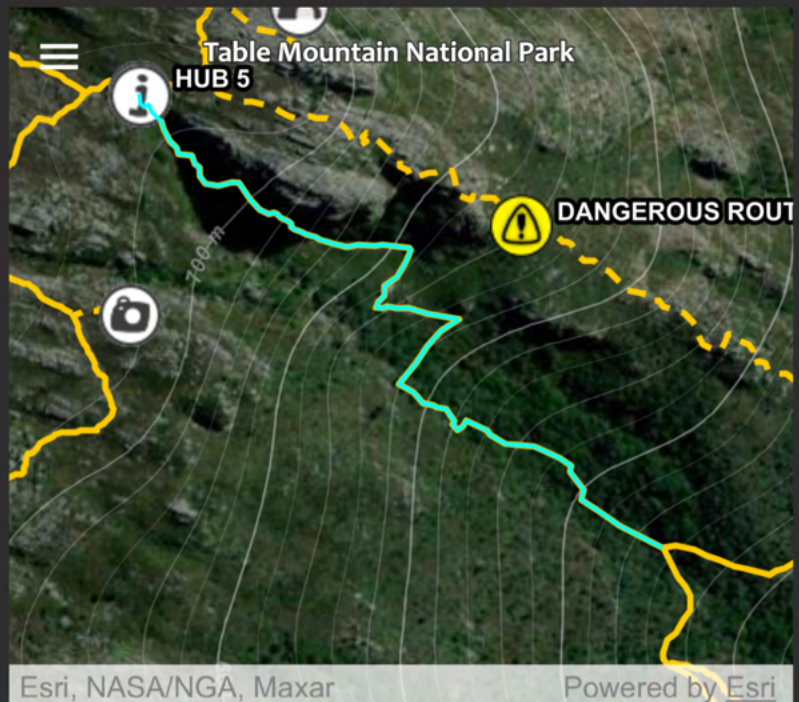 Table Mountain National Park
HUB 5
DANGEROUS ROUT
700 m
Esri, NASA/NGA, Maxar
Powered by Esri